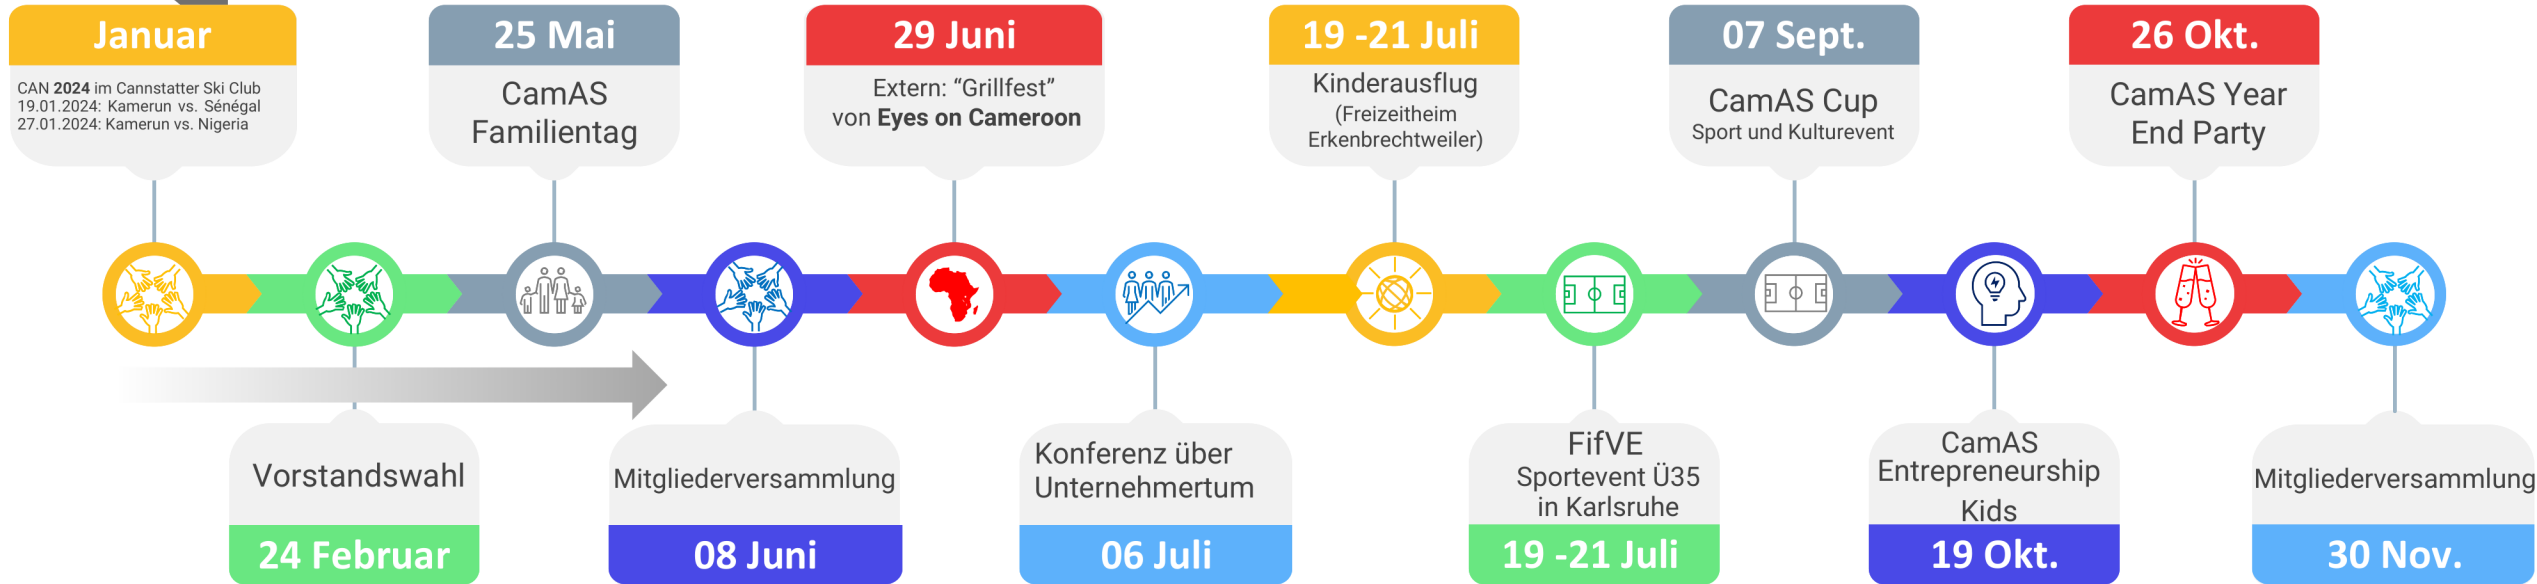 Januar
CAN 2024 im Cannstatter Ski Club
19.01.2024: Kamerun vs. Sénégal
27.01.2024: Kamerun vs. Nigeria
25 Mai
CamAS
Familientag
29 Juni
Extern: “Grillfest”
von Eyes on Cameroon
19 -21 Juli
Kinderausflug
(Freizeitheim
Erkenbrechtweiler)
07 Sept.
CamAS Cup
Sport und Kulturevent
26 Okt.
CamAS Year
End Party
Vorstandswahl
24 Februar
Mitgliederversammlung
08 Juni
Konferenz über
Unternehmertum
06 Juli
FifVE
Sportevent Ü35
in Karlsruhe
19 -21 Juli
CamAS
Entrepreneurship
Kids
19 Okt.
Mitgliederversammlung
30 Nov.